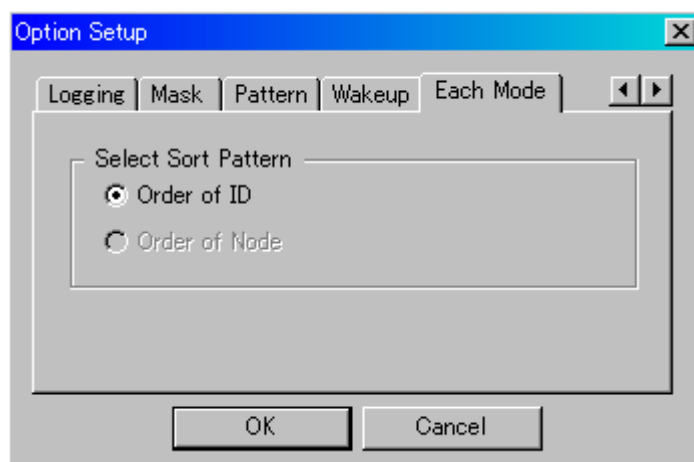 Option Setup
Logging Mask Pattern Wakeup Each Mode
Select Sort Pattern
Order of ID
Order of Node
OK Cancel